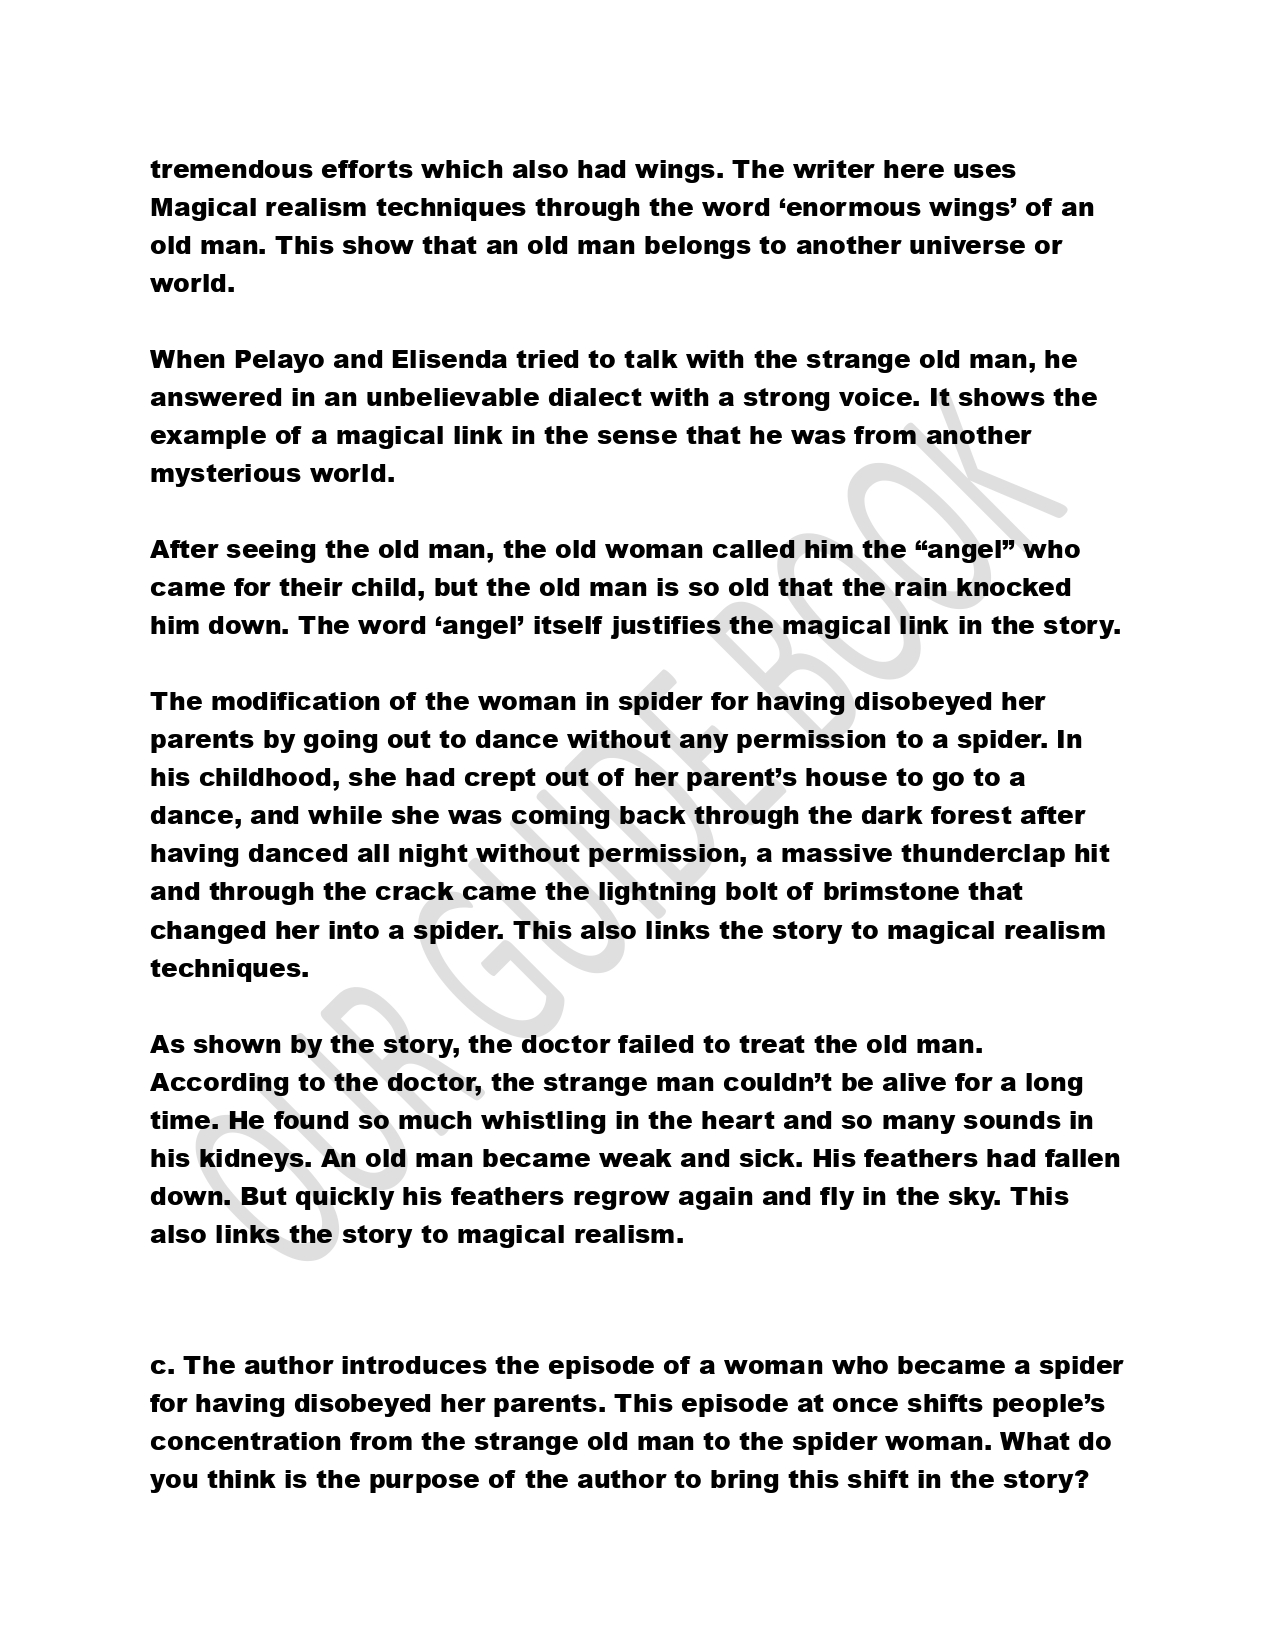 tremendous efforts which also had wings. The writer here uses
Magical realism techniques through the word ‘enormous wings’ of an
old man. This show that an old man belongs to another universe or
world.
When Pelayo and Elisenda tried to talk with the strange old man, he
answered in an unbelievable dialect with a strong voice. It shows the
example of a magical link in the sense that he was from another
mysterious world.
After seeing the old man, the old woman called him the “angel” who
came for their child, but the old man is so old that the rain knocked
him down. The word ‘angel’ itself justifies the magical link in the story.
The modification of the woman in spider for having disobeyed her
parents by going out to dance without any permission to a spider. In
his childhood, she had crept out of her parent’s house to go to a
dance, and while she was coming back through the dark forest after
having danced all night without permission, a massive thunderclap hit
and through the crack came the lightning bolt of brimstone that
changed her into a spider. This also links the story to magical realism
techniques.
As shown by the story, the doctor failed to treat the old man.
According to the doctor, the strange man couldn’t be alive for a long
time. He found so much whistling in the heart and so many sounds in
his kidneys. An old man became weak and sick. His feathers had fallen
down. But quickly his feathers regrow again and fly in the sky. This
also links the story to magical realism.
c. The author introduces the episode of a woman who became a spider
for having disobeyed her parents. This episode at once shifts people’s
concentration from the strange old man to the spider woman. What do
you think is the purpose of the author to bring this shift in the story?
OUR GUIDE BOOK